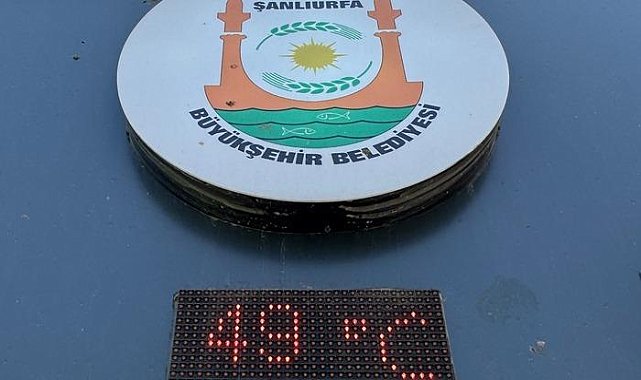 ŞANLIURFA
BÜYÜKŞEHİR BELEDİYESİ
49 °C